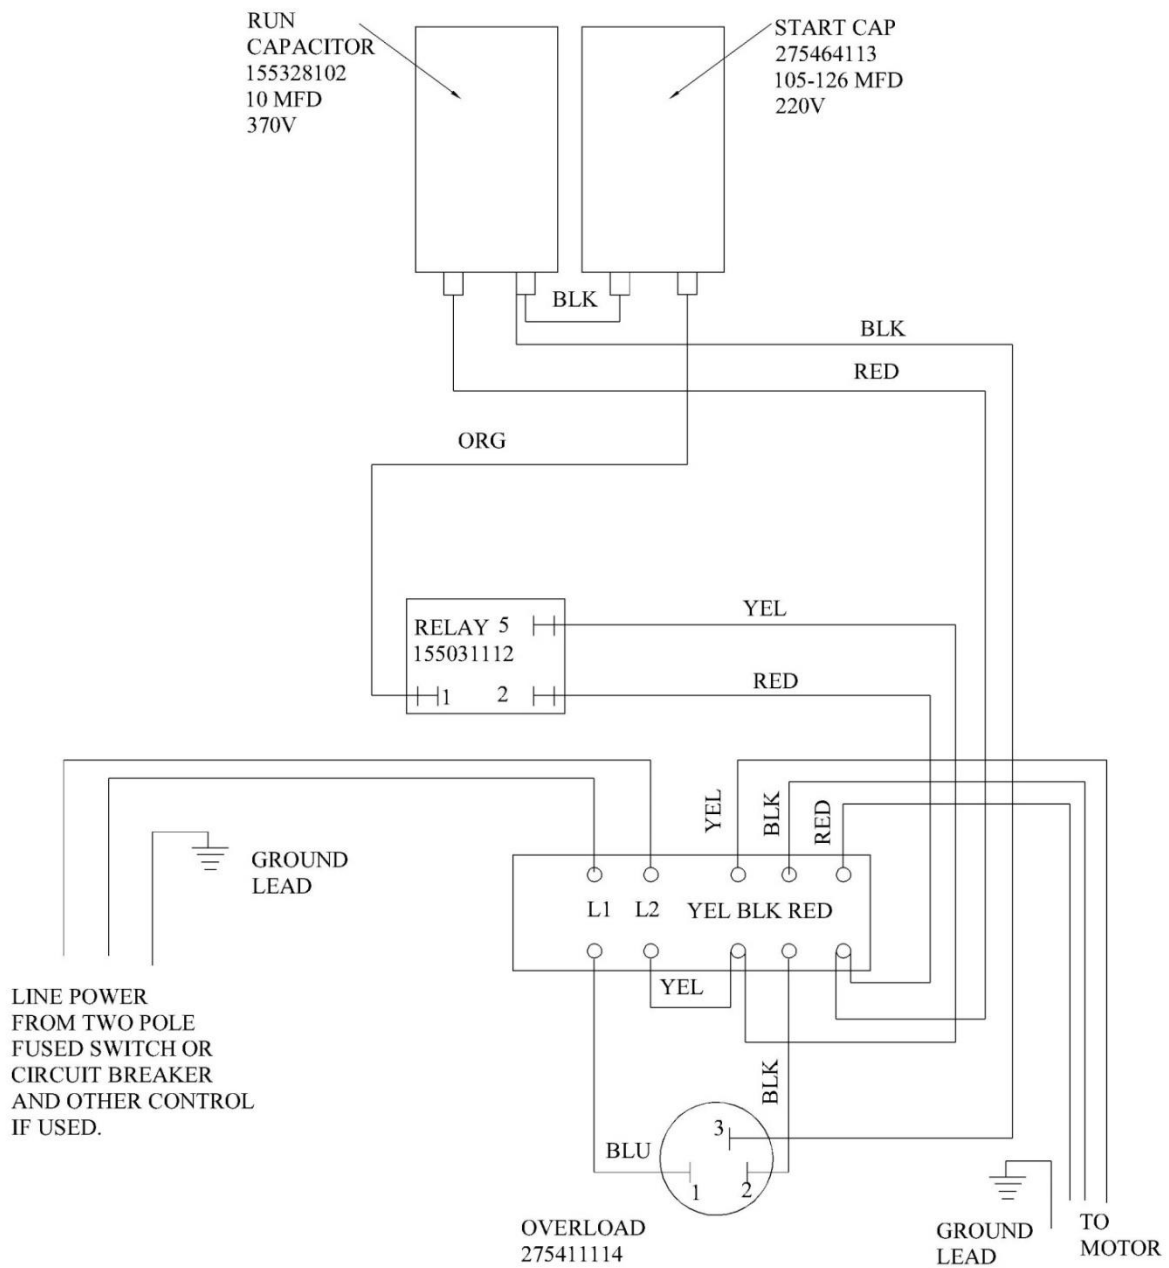 RUN
CAPACITOR
155328102
10 MFD
370V
START CAP
275464113
105-126 MFD
220V
BLK
BLK
RED
ORG
YEL
RELAY 5
155031112
RED
1 2
YEL
BLK
RED
GROUND
LEAD
L1 L2 YEL BLK RED
YEL
LINE POWER
FROM TWO POLE
FUSED SWITCH OR
CIRCUIT BREAKER
AND OTHER CONTROL
IF USED.
BLK
3
BLU
1 2
OVERLOAD
275411114
GROUND
LEAD
TO
MOTOR